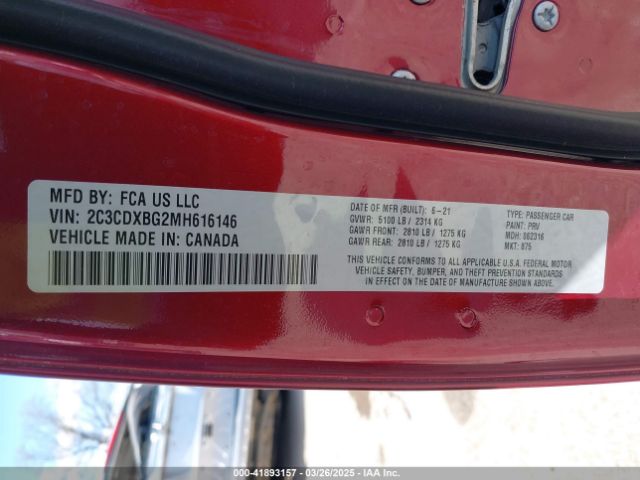 MFD BY: FCA US LLC
VIN: 2C3CDXBG2MH616146
VEHICLE MADE IN: CANADA
DATE OF MFR (BUILT): 6-21
GVWR: 5100 LB / 2314 KG
GAWR FRONT: 2810 LB / 1275 KG
GAWR REAR: 2810 LB / 1275 KG
TYPE: PASSENGER CAR
PAINT: PRV
MDH: 062316
MKT: 875
THIS VEHICLE CONFORMS TO ALL APPLICABLE U.S.A. FEDERAL MOTOR
VEHICLE SAFETY, BUMPER, AND THEFT PREVENTION STANDARDS
IN EFFECT ON THE DATE OF MANUFACTURE SHOWN ABOVE.
000-41893157 - 03/26/2025 - IAA Inc.